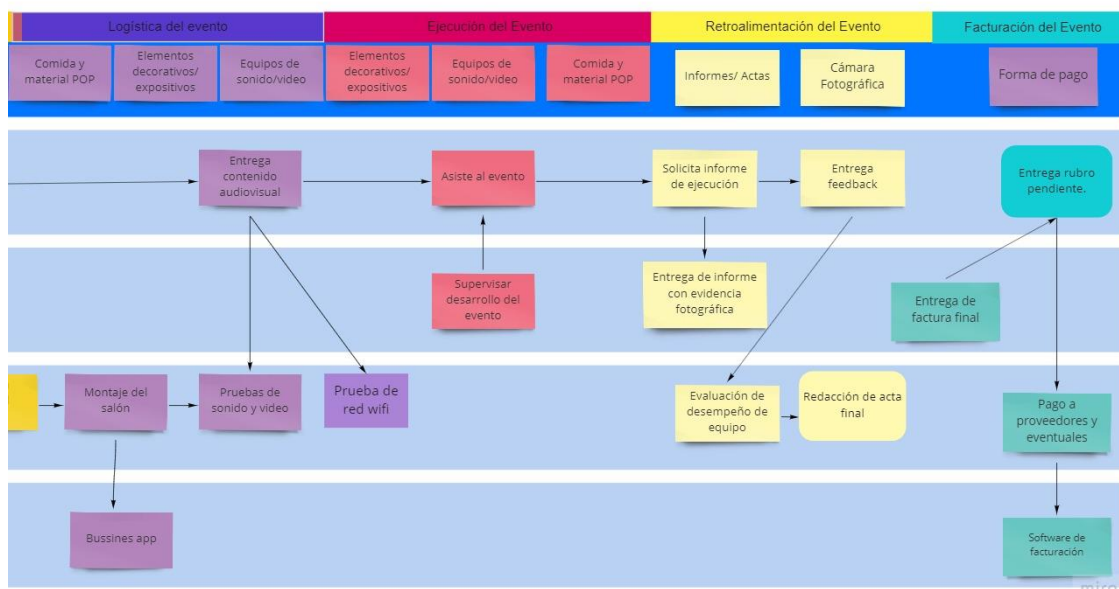 Logística del evento
Ejecución del Evento
Retroalimentación del Evento
Facturación del Evento
Comida y
material POP
Elementos
decorativos/
expositivos
Equipos de
sonido/video
Elementos
decorativos/
expositivos
Equipos de
sonido/video
Comida y
material POP
Informes/ Actas
Cámara
Fotográfica
Forma de pago
Entrega
contenido
audiovisual
Asiste al evento
Solicita informe
de ejecución
Entrega
feedback
Entrega rubro
pendiente.
Supervisar
desarrollo del
evento
Entrega de informe
con evidencia
fotográfica
Entrega de
factura final
Montaje del
salón
Pruebas de
sonido y video
Prueba de
red wifi
Evaluación de
desempeño de
equipo
Redacción de acta
final
Pago a
proveedores y
eventuales
Bussines app
Software de
facturación
miro